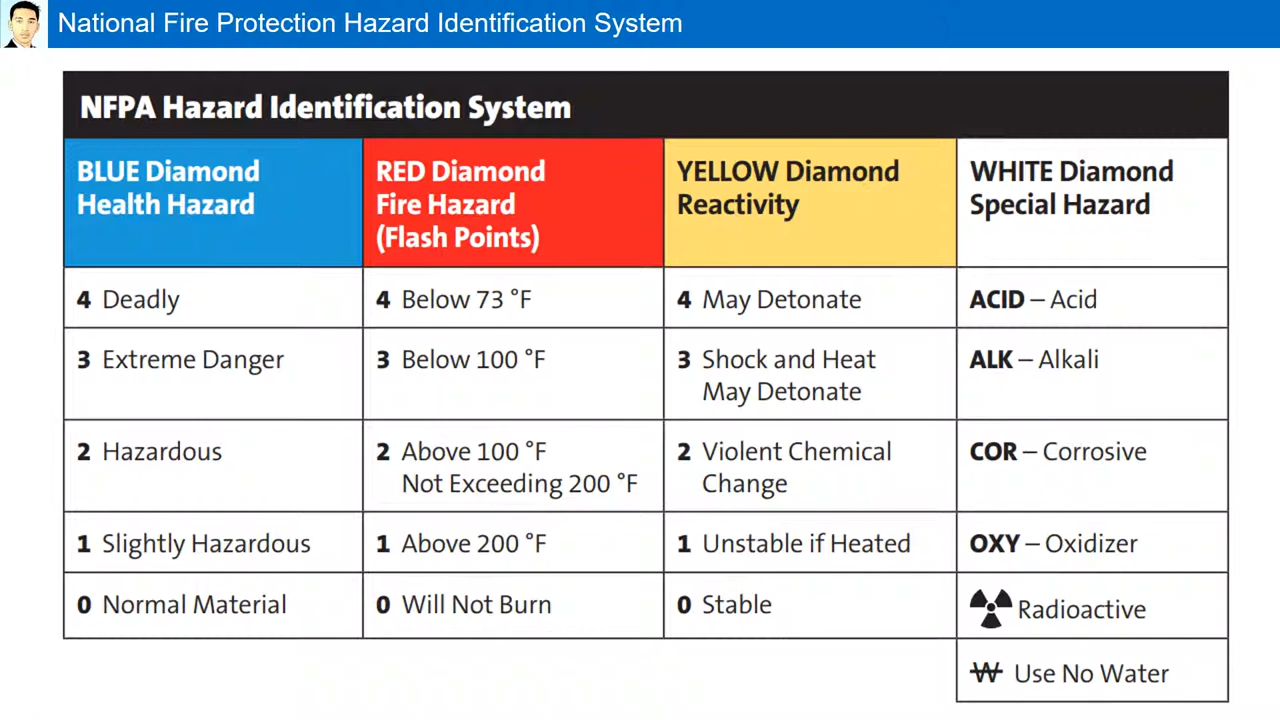 National Fire Protection Hazard Identification System
NFPA Hazard Identification System
BLUE Diamond
Health Hazard
RED Diamond
Fire Hazard
(Flash Points)
YELLOW Diamond
Reactivity
WHITE Diamond
Special Hazard
4 Deadly
4 Below 73 °F
4 May Detonate
ACID – Acid
3 Extreme Danger
3 Below 100 °F
3 Shock and Heat
May Detonate
ALK – Alkali
2 Hazardous
2 Above 100 °F
Not Exceeding 200 °F
2 Violent Chemical
Change
COR – Corrosive
1 Slightly Hazardous
1 Above 200 °F
1 Unstable if Heated
OXY – Oxidizer
0 Normal Material
0 Will Not Burn
0 Stable
Radioactive
W Use No Water